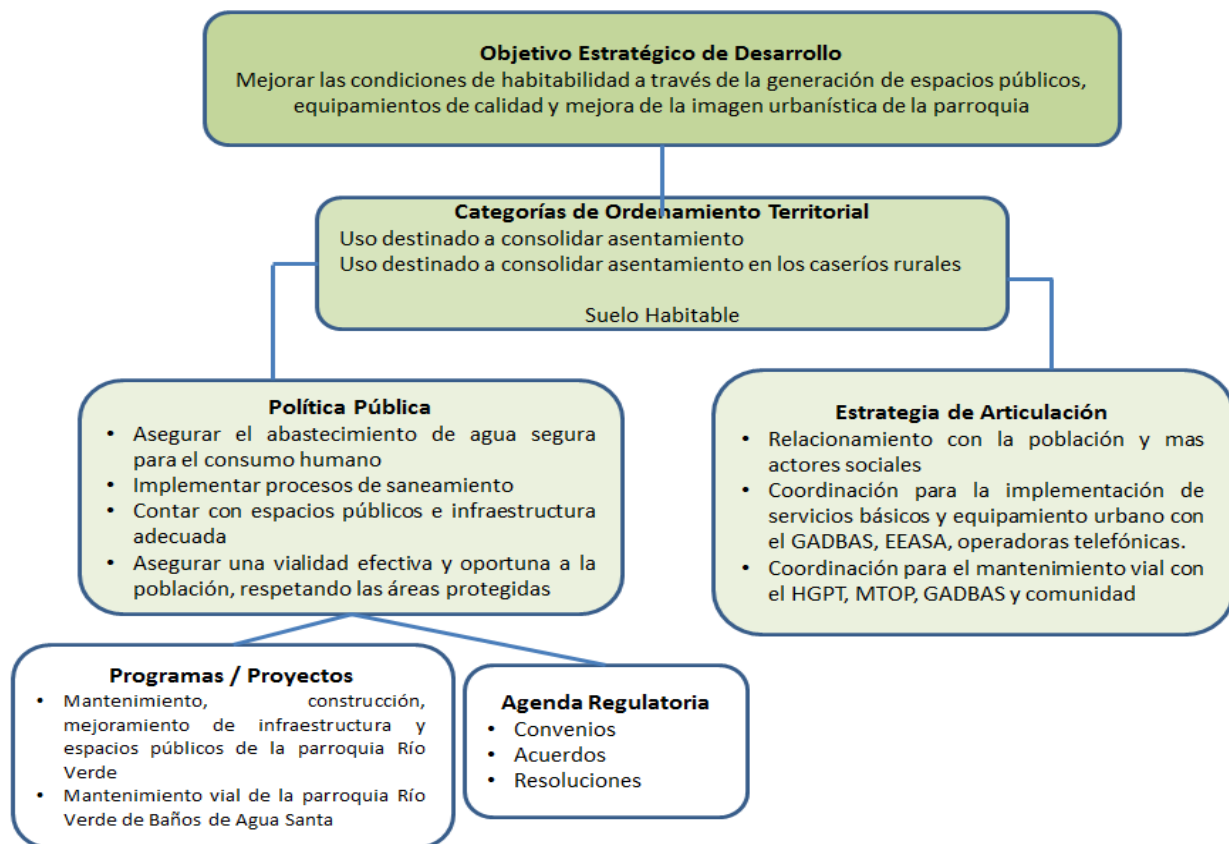 Objetivo Estratégico de Desarrollo
Mejorar las condiciones de habitabilidad a través de la generación de espacios públicos,
equipamientos de calidad y mejora de la imagen urbanística de la parroquia
Categorías de Ordenamiento Territorial
Uso destinado a consolidar asentamiento
Uso destinado a consolidar asentamiento en los caseríos rurales
Suelo Habitable
Política Pública
• Asegurar el abastecimiento de agua segura
para el consumo humano
• Implementar procesos de saneamiento
• Contar con espacios públicos e infraestructura
adecuada
• Asegurar una vialidad efectiva y oportuna a la
población, respetando las áreas protegidas
Estrategia de Articulación
• Relacionamiento con la población y mas
actores sociales
• Coordinación para la implementación de
servicios básicos y equipamiento urbano con
el GADBAS, EEASA, operadoras telefónicas.
• Coordinación para el mantenimiento vial con
el HGPT, MTOP, GADBAS y comunidad
Programas / Proyectos
• Mantenimiento, construcción,
mejoramiento de infraestructura y
espacios públicos de la parroquia Río
Verde
• Mantenimiento vial de la parroquia Río
Verde de Baños de Agua Santa
Agenda Regulatoria
• Convenios
• Acuerdos
• Resoluciones